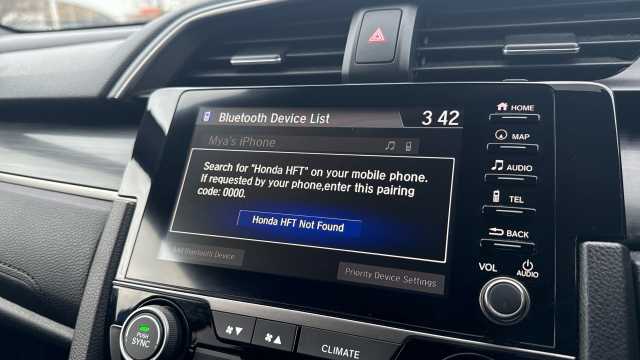 Bluetooth Device List
3 42
Mya's iPhone
Search for "Honda HFT" on your mobile phone.
If requested by your phone,enter this pairing
code: 0000.
Honda HFT Not Found
Add Bluetooth Device
Priority Device Settings
HOME
MAP
AUDIO
TEL
BACK
VOL
AUDIO
PUSH
SYNC
CLIMATE